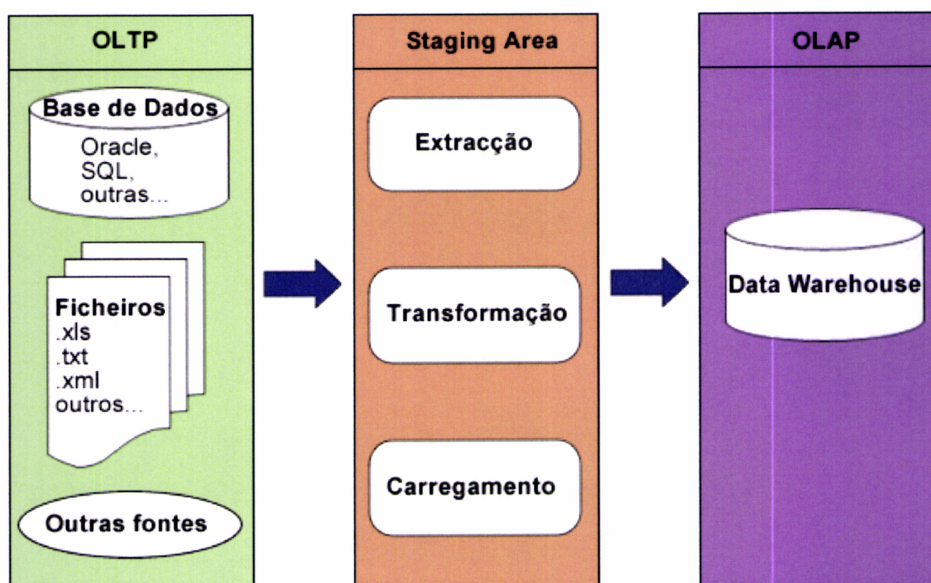 OLTP
Base de Dados
Oracle,
SQL,
outras...
Ficheiros
.xls
.txt
.xml
outros...
Outras fontes
Staging Area
Extracção
Transformação
Carregamento
OLAP
Data Warehouse